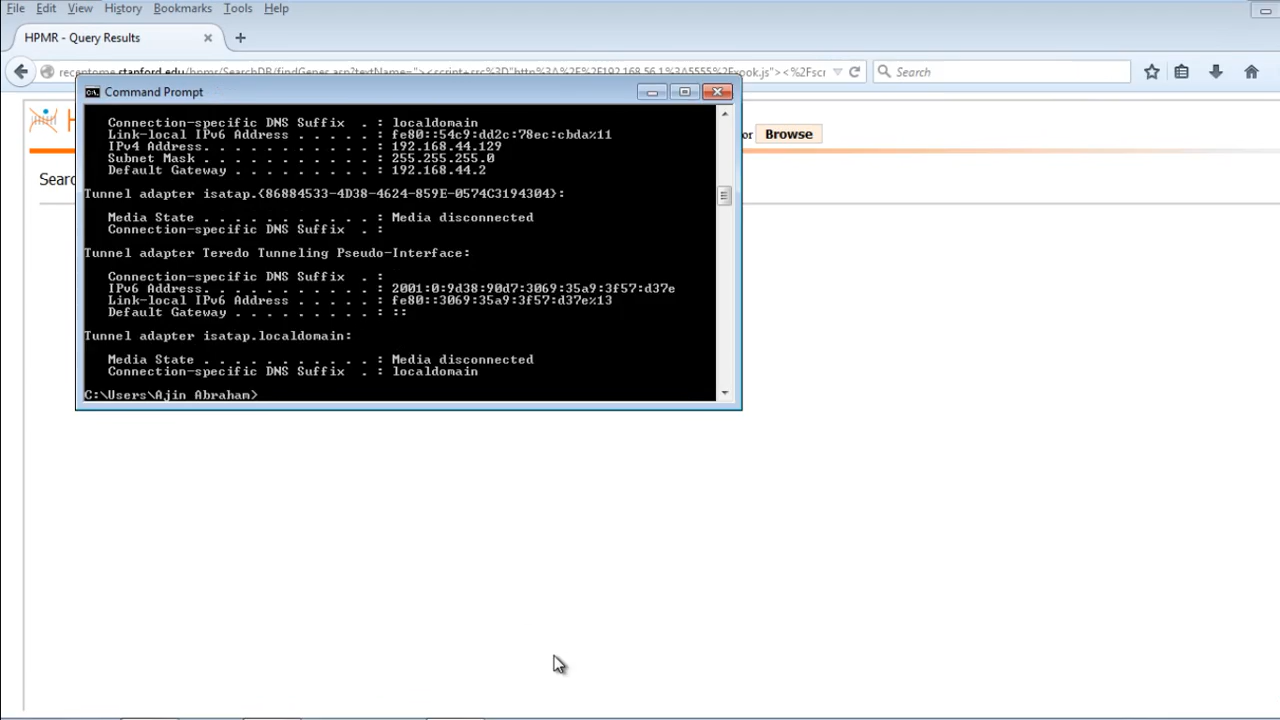 File Edit View History Bookmarks Tools Help
HPMR - Query Results
Search
Command Prompt
or Browse
Connection-specific DNS Suffix . : localdomain
Link-local IPv6 Address . . . . . : fe80::54c9:dd2c:78ec:cbda%11
IPv4 Address. . . . . . . . . . . : 192.168.44.129
Subnet Mask . . . . . . . . . . . : 255.255.255.0
Default Gateway . . . . . . . . . : 192.168.44.2
Tunnel adapter isatap.{86884533-4D38-4624-859E-0574C3194304}:
Media State . . . . . . . . . . . : Media disconnected
Connection-specific DNS Suffix . :
Tunnel adapter Teredo Tunneling Pseudo-Interface:
Connection-specific DNS Suffix . :
IPv6 Address. . . . . . . . . . . : 2001:0:9d38:90d7:3069:35a9:3f57:d37e
Link-local IPv6 Address . . . . . : fe80::3069:35a9:3f57:d37e%13
Default Gateway . . . . . . . . . : ::
Tunnel adapter isatap.localdomain:
Media State . . . . . . . . . . . : Media disconnected
Connection-specific DNS Suffix . : localdomain
C:\Users\Ajin Abraham>